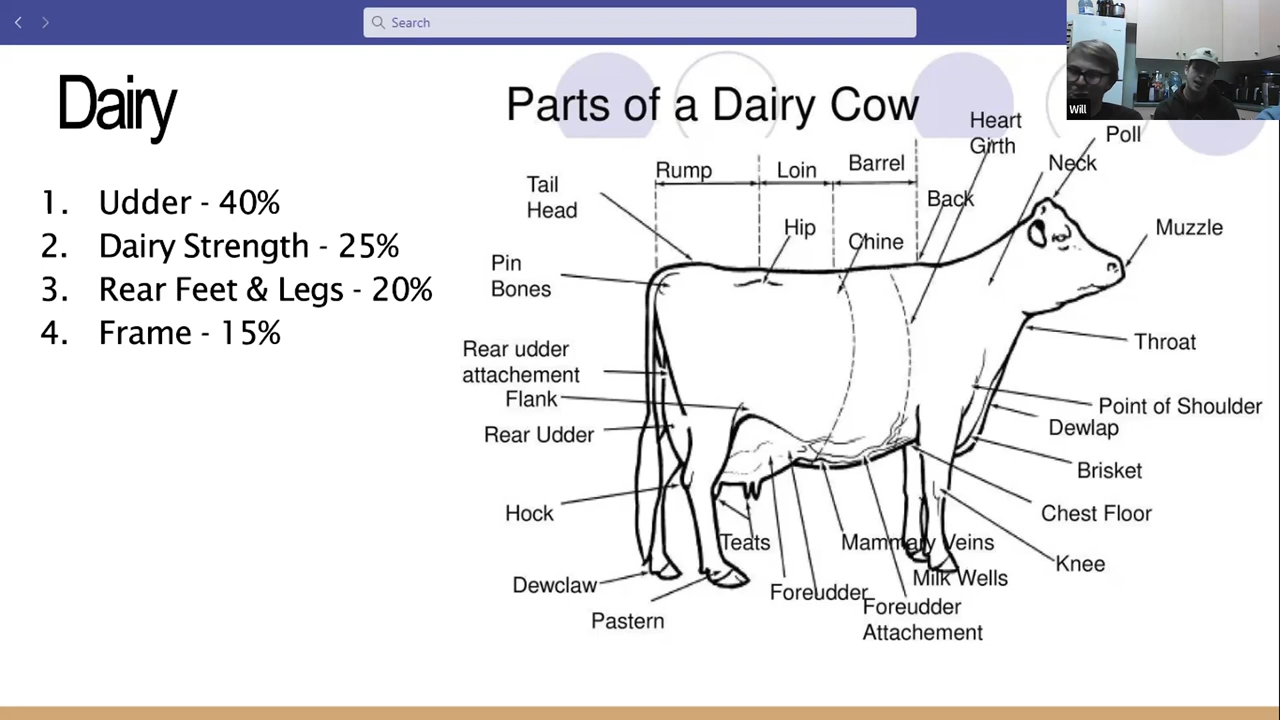 Search
Will
Dairy
1. Udder - 40%
2. Dairy Strength - 25%
3. Rear Feet & Legs - 20%
4. Frame - 15%
Parts of a Dairy Cow
Heart
Girth
Poll
Rump
Loin
Barrel
Neck
Tail
Head
Back
Hip
Chine
Muzzle
Pin
Bones
Throat
Rear udder
attachement
Flank
Point of Shoulder
Dewlap
Rear Udder
Brisket
Hock
Chest Floor
Teats
Mammary Veins
Knee
Dewclaw
Milk Wells
Foreudder
Foreudder
Attachement
Pastern